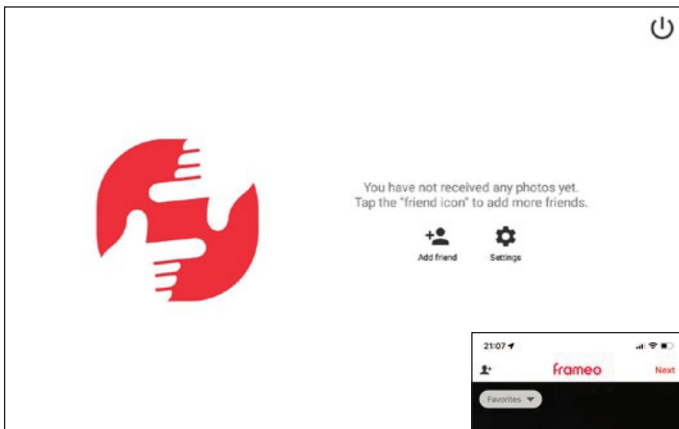 You have not received any photos yet.
Tap the "friend icon" to add more friends.
Add friend Settings
21:07
frameo Next
Favorites